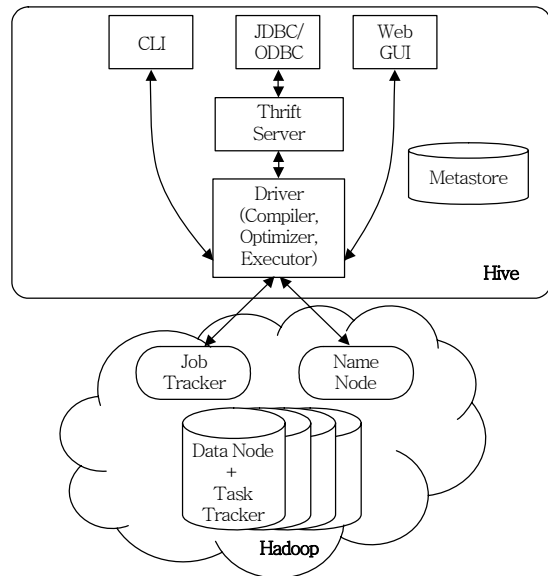 CLI
JDBC/
ODBC
Web
GUI
Thrift
Server
Metastore
Driver
(Compiler,
Optimizer,
Executor)
Hive
Job
Tracker
Name
Node
Data Node
+
Task
Tracker
Hadoop